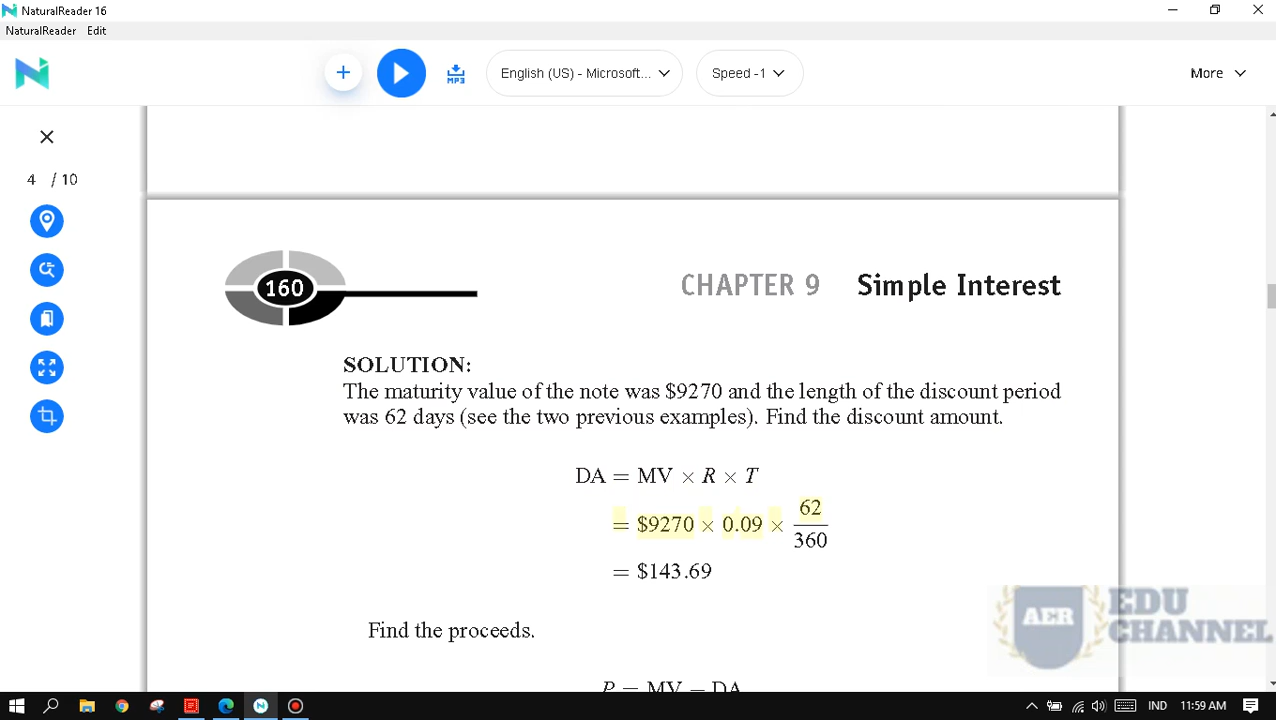 NaturalReader 16
NaturalReader Edit
MP3
English (US) - Microsoft...
Speed -1
More
4 / 10
160
CHAPTER 9 Simple Interest
SOLUTION:
The maturity value of the note was $9270 and the length of the discount period
was 62 days (see the two previous examples). Find the discount amount.
DA = MV × R × T
= $9270 × 0.09 × 62/360
= $143.69
Find the proceeds.
P = MV − DA
AER EDU CHANNEL
IND 11:59 AM